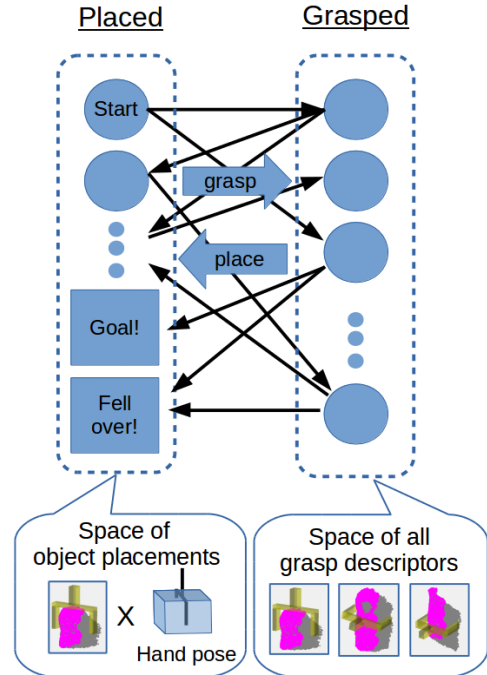 Placed
Grasped
Start
grasp
place
Goal!
Fell
over!
Space of
object placements
X
Hand pose
Space of all
grasp descriptors